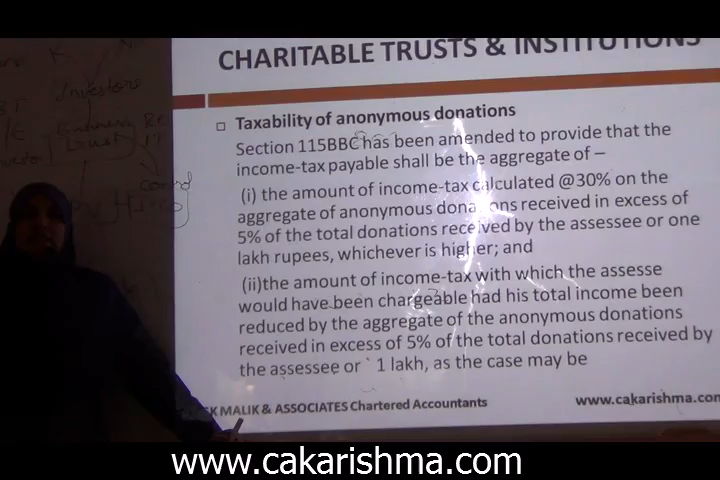 CHARITABLE TRUSTS & INSTITUTIONS
Taxability of anonymous donations
Section 115BBC has been amended to provide that the
income-tax payable shall be the aggregate of –
(i) the amount of income-tax calculated @30% on the
aggregate of anonymous donations received in excess of
5% of the total donations received by the assessee or one
lakh rupees, whichever is higher; and
(ii)the amount of income-tax with which the assesse
would have been chargeable had his total income been
reduced by the aggregate of the anonymous donations
received in excess of 5% of the total donations received by
the assessee or ` 1 lakh, as the case may be
SK MALIK & ASSOCIATES Chartered Accountants
www.cakarishma.com
Investors
Trust
www.cakarishma.com